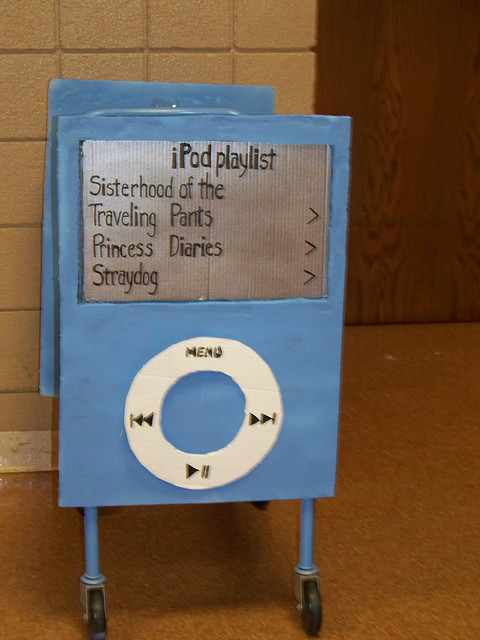 iPod playlist
Sisterhood of the
Traveling Pants >
Princess Diaries >
Straydog >
MENU